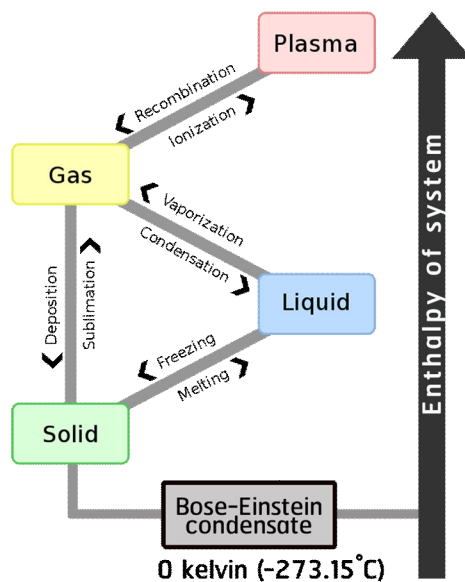 Plasma
Recombination
Ionization
Gas
Vaporization
Condensation
Deposition
Sublimation
Liquid
Freezing
Melting
Solid
Bose-Einstein
condensate
0 kelvin (-273.15°C)
Enthalpy of system